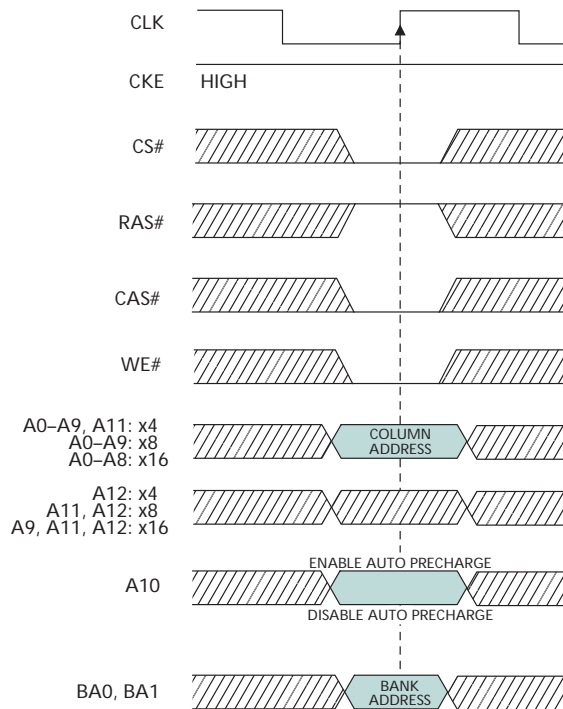 CLK
CKE HIGH
CS#
RAS#
CAS#
WE#
A0–A9, A11: x4
A0–A9: x8
A0–A8: x16
COLUMN
ADDRESS
A12: x4
A11, A12: x8
A9, A11, A12: x16
ENABLE AUTO PRECHARGE
A10
DISABLE AUTO PRECHARGE
BA0, BA1
BANK
ADDRESS